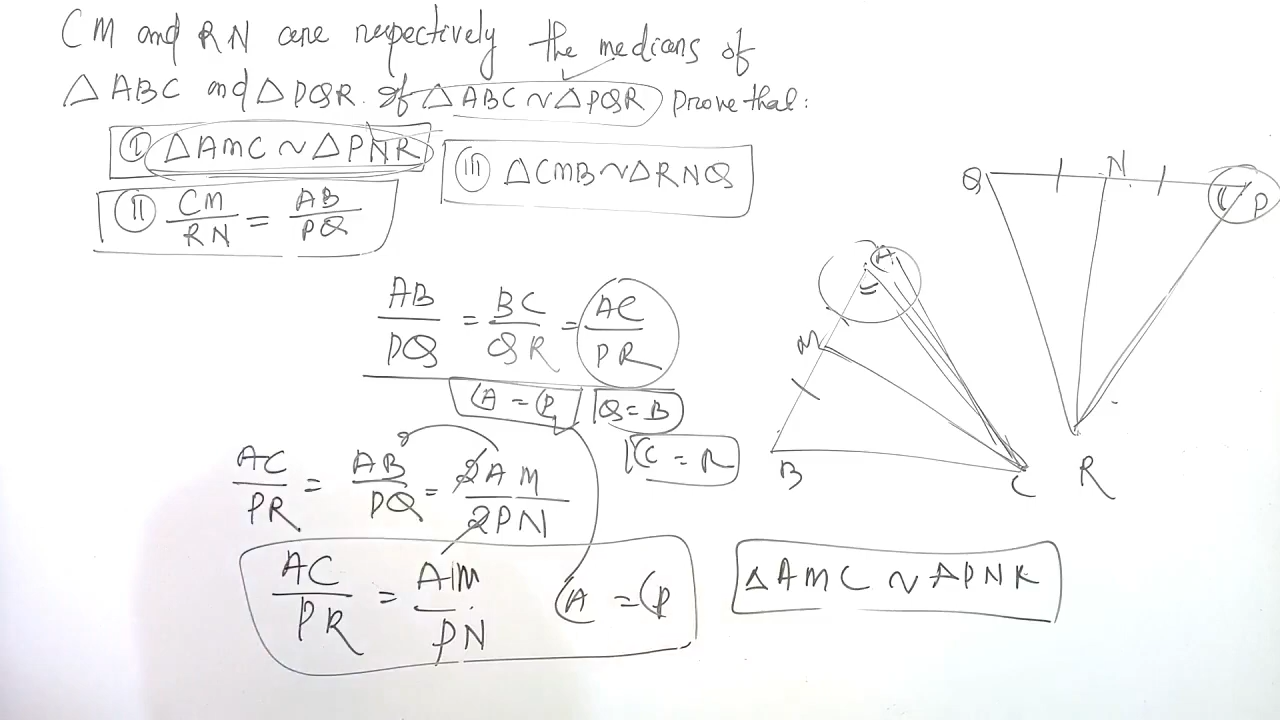 CM and RN are respectively the medians of
△ABC and △PQR. If △ABC ~ △PQR prove that:
Ⓘ △AMC ~ △PNR
Ⓘⓘⓘ △CMB ~ △RNQ
Ⓘⓘ CM/RN = AB/PQ
Q N P
A
M
B C R
AB/PQ = BC/QR = AC/PR
∠A = ∠P Q = B
∠C = R
AC/PR = AB/PQ = 2AM/2PN
AC/PR = AM/PN ∠A = ∠P
△AMC ~ △PNR